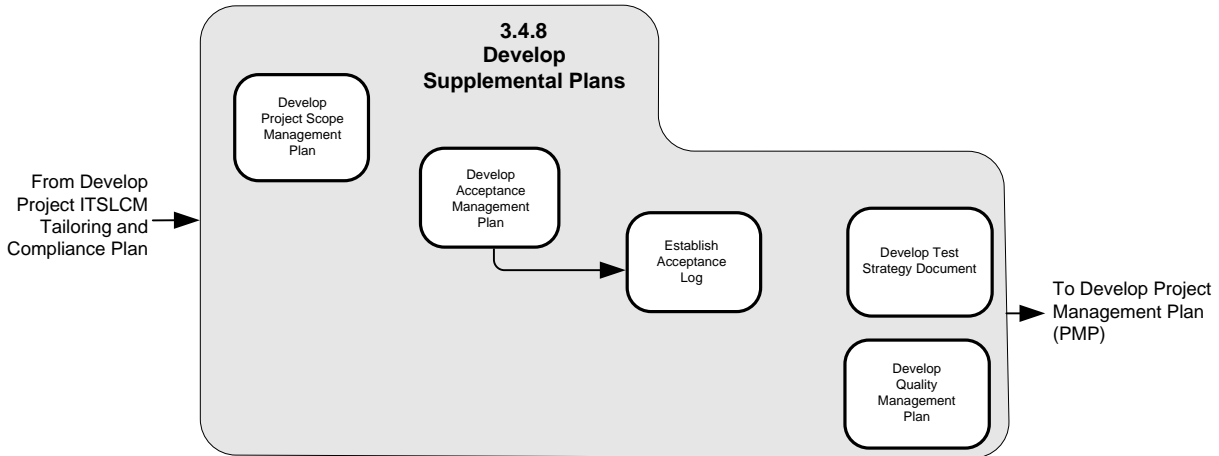 3.4.8
Develop
Supplemental Plans
Develop
Project Scope
Management
Plan
From Develop
Project ITSLCM
Tailoring and
Compliance Plan
Develop
Acceptance
Management
Plan
Establish
Acceptance
Log
Develop Test
Strategy Document
To Develop Project
Management Plan
(PMP)
Develop
Quality
Management
Plan